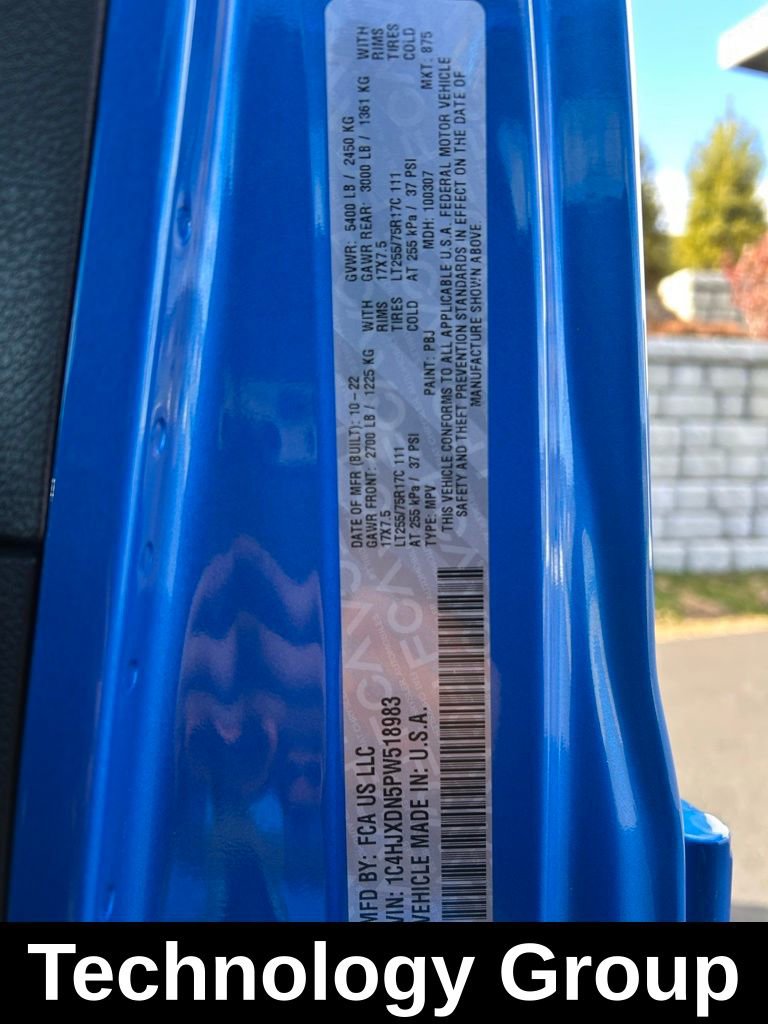 MFD BY: FCA US LLC
DATE OF MFR (BUILT): 10-22
GVWR: 5400 LB / 2450 KG
GAWR FRONT: 2700 LB / 1225 KG WITH
GAWR REAR: 3000 LB / 1361 KG WITH
17X7.5 RIMS
17X7.5 RIMS
LT255/75R17C 111 TIRES
LT255/75R17C 111 TIRES
AT 255 kPa / 37 PSI COLD
AT 255 kPa / 37 PSI COLD
VIN: 1C4HJXDN5PW518983
TYPE: MPV PAINT: PBJ MDH: 100307 MKT: 875
VEHICLE MADE IN: U.S.A.
THIS VEHICLE CONFORMS TO ALL APPLICABLE U.S.A. FEDERAL MOTOR VEHICLE
SAFETY AND THEFT PREVENTION STANDARDS IN EFFECT ON THE DATE OF
MANUFACTURE SHOWN ABOVE
Technology Group